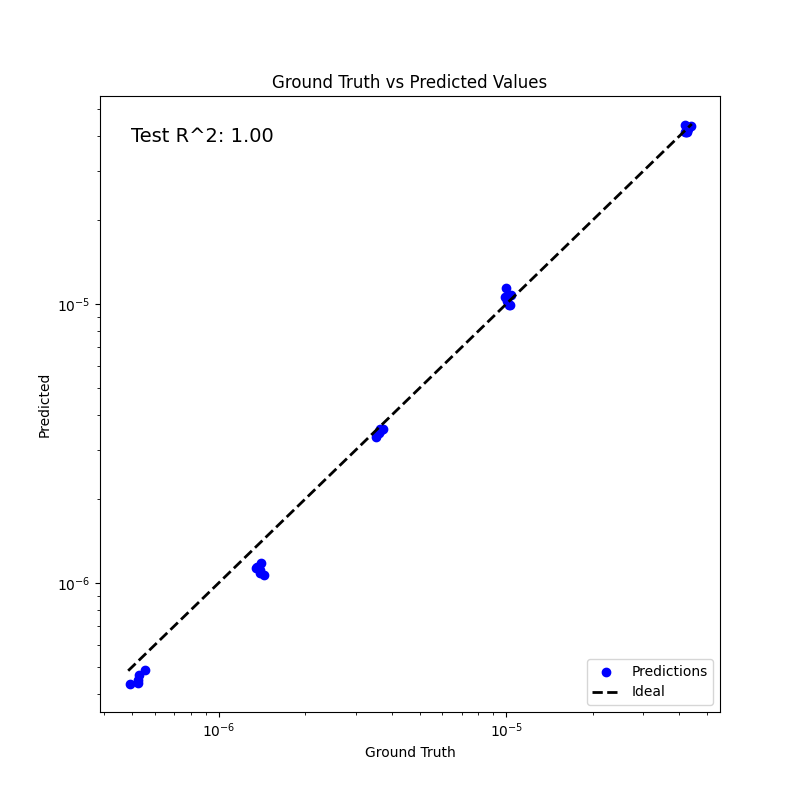 Ground Truth vs Predicted Values
Test R^2: 1.00
10⁻⁵
10⁻⁶
Predicted
10⁻⁶
10⁻⁵
Ground Truth
Predictions
Ideal